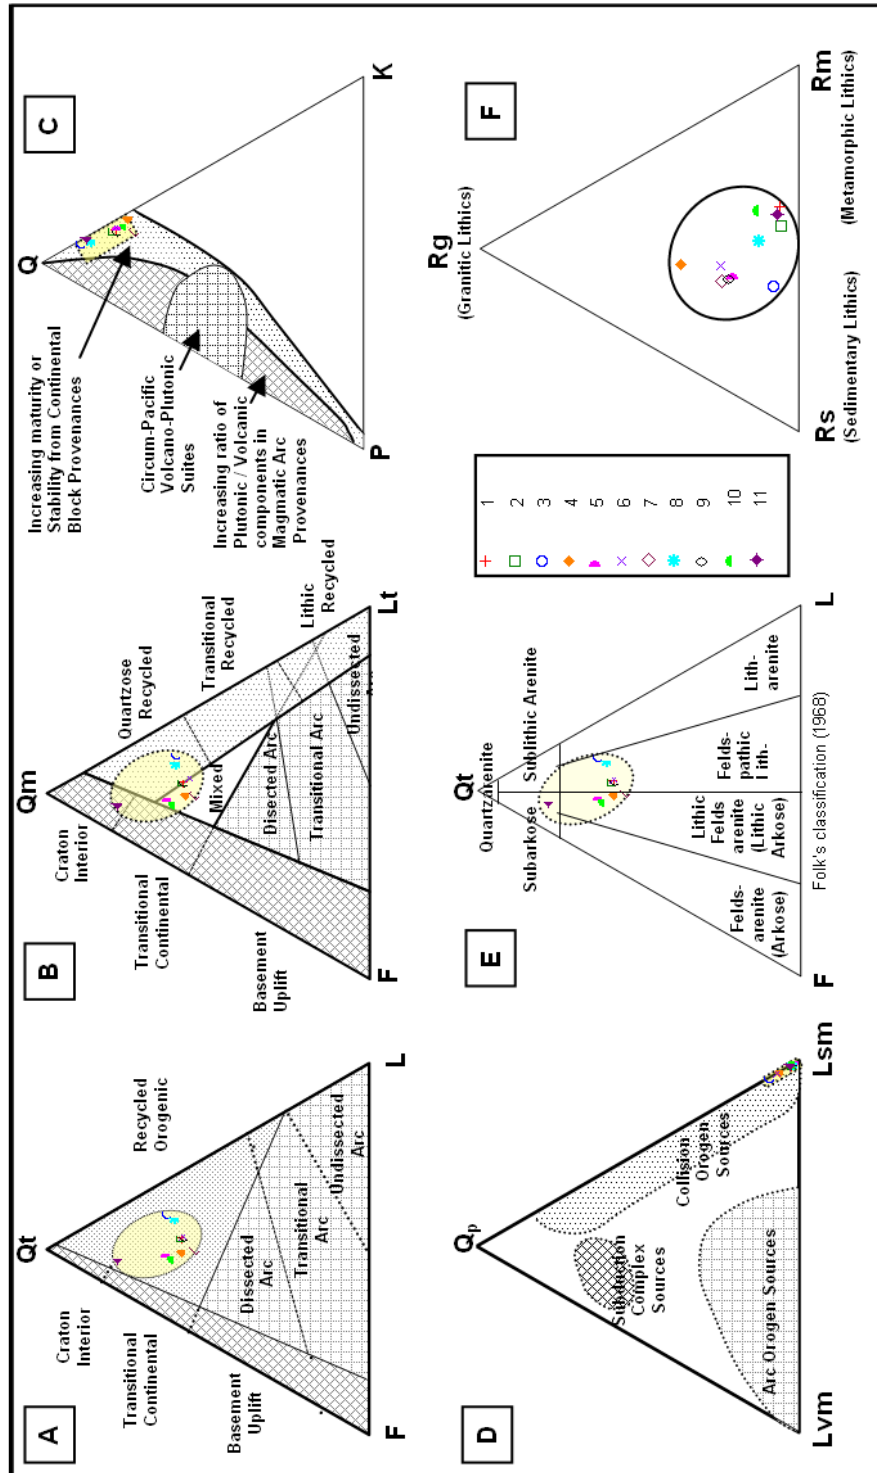 A
Qt
Craton
Interior
Transitional
Continental
Basement
Uplift
Recycled
Orogenic
Dissected
Arc
Transitional
Arc
Undissected
Arc
F
L
B
Qm
Craton
Interior
Transitional
Continental
Basement
Uplift
Quartzose
Recycled
Transitional
Recycled
Lithic
Recycled
Mixed
Disected Arc
Transitional Arc
Undissected
F
Lt
C
Q
Increasing maturity or
Stability from Continental
Block Provenances
Circum-Pacific
Volcano-Plutonic
Suites
Increasing ratio of
Plutonic / Volcanic
components in
Magmatic Arc
Provenances
P
K
D
Qp
Subduction
Complex
Sources
Collision
Orogen
Sources
Arc Orogen Sources
Lvm
Lsm
E
Qt
Quartzarenite
Subarkose
Sublithic Arenite
Felds-
arenite
(Arkose)
Lithic
Felds
arenite
(Lithic
Arkose)
Felds-
pathic
Lith-
Lith-
arenite
F
L
Folk's classification (1968)
1
2
3
4
5
6
7
8
9
10
11
F
Rg
(Granitic Lithics)
Rs
(Sedimentary Lithics)
Rm
(Metamorphic Lithics)